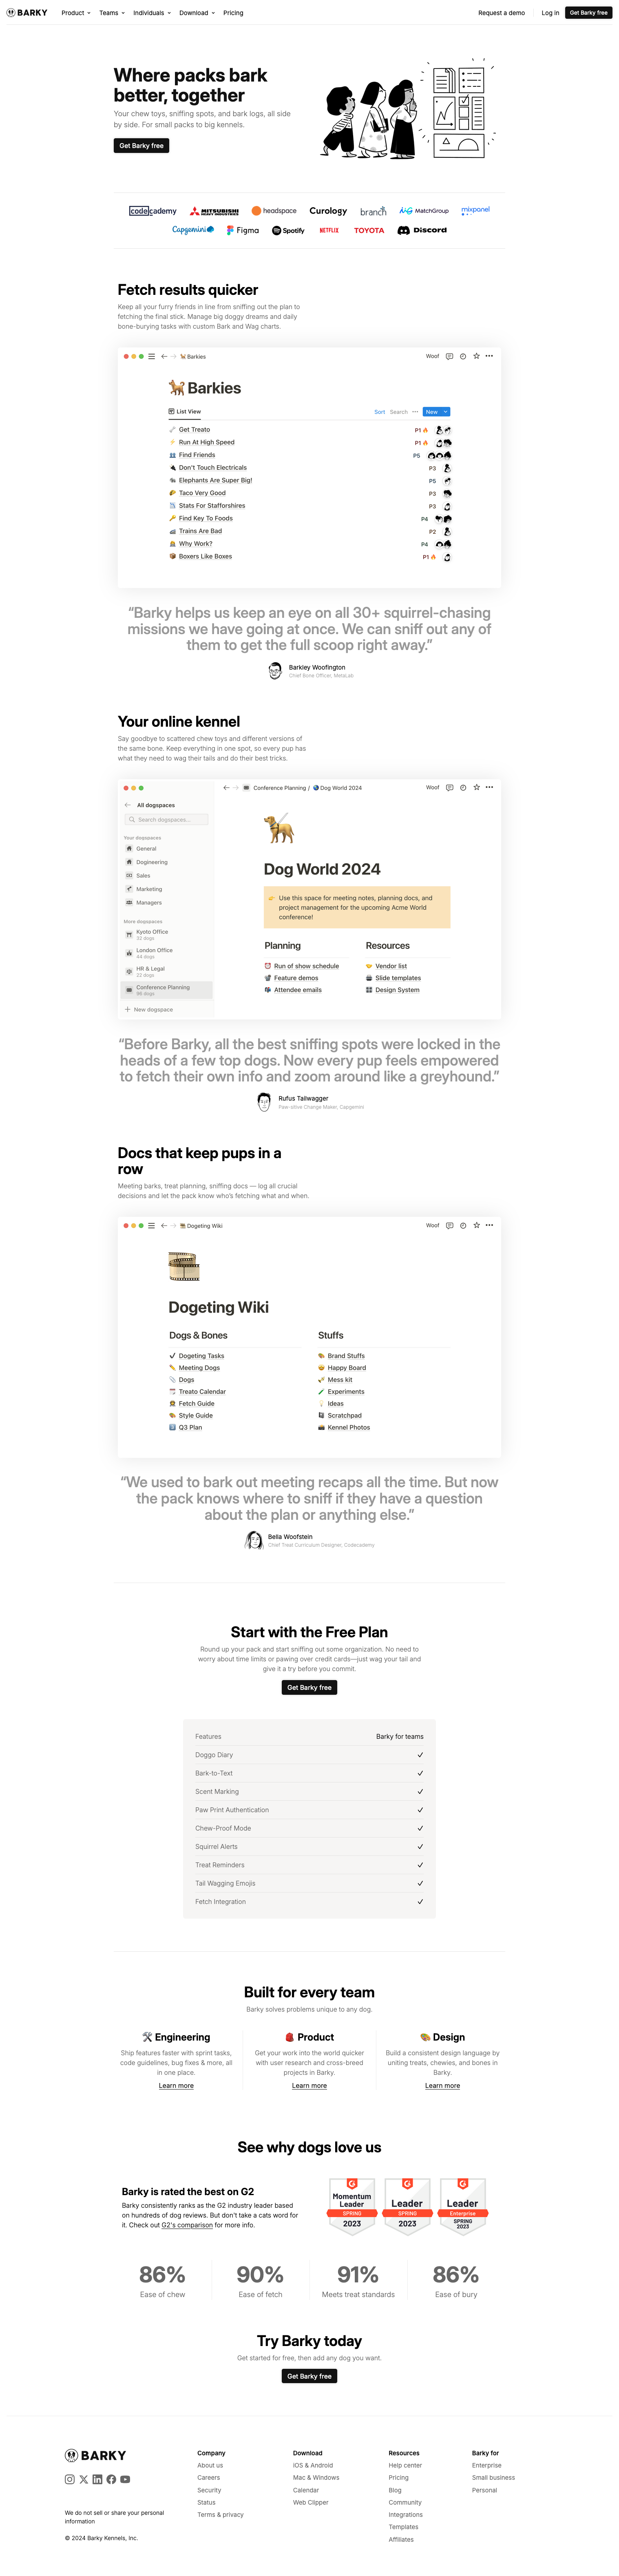 BARKY Product Teams Individuals Download Pricing Request a demo Log in Get Barky free
Where packs bark
better, together
Your chew toys, sniffing spots, and bark logs, all side
by side. For small packs to big kennels.
Get Barky free
codecademy MITSUBISHI HEAVY INDUSTRIES headspace Curology branch MG MatchGroup mixpanel
Capgemini Figma Spotify NETFLIX TOYOTA Discord
Fetch results quicker
Keep all your furry friends in line from sniffing out the plan to
fetching the final stick. Manage big doggy dreams and daily
bone-burying tasks with custom Bark and Wag charts.
Barkies Woof
Barkies
List View Sort Search New
Get Treato P1
Run At High Speed P1
Find Friends P5
Don't Touch Electricals P3
Elephants Are Super Big! P5
Taco Very Good P3
Stats For Stafforshires P3
Find Key To Foods P4
Trains Are Bad P2
Why Work? P4
Boxers Like Boxes P1
“Barky helps us keep an eye on all 30+ squirrel-chasing
missions we have going at once. We can sniff out any of
them to get the full scoop right away.”
Barkley Woofington
Chief Bone Officer, MetaLab
Your online kennel
Say goodbye to scattered chew toys and different versions of
the same bone. Keep everything in one spot, so every pup has
what they need to wag their tails and do their best tricks.
Conference Planning / Dog World 2024 Woof
All dogspaces
Search dogspaces...
Your dogspaces
General
Dogineering
Sales
Marketing
Managers
More dogspaces
Kyoto Office
33 dogs
London Office
44 dogs
HR & Legal
22 dogs
Conference Planning
98 dogs
New dogspace
Dog World 2024
Use this space for meeting notes, planning docs, and
project management for the upcoming Acme World
conference!
Planning Resources
Run of show schedule Vendor list
Feature demos Slide templates
Attendee emails Design System
“Before Barky, all the best sniffing spots were locked in the
heads of a few top dogs. Now every pup feels empowered
to fetch their own info and zoom around like a greyhound.”
Rufus Tailwagger
Paw-sitive Change Maker, Capgemini
Docs that keep pups in a
row
Meeting barks, treat planning, sniffing docs — log all crucial
decisions and let the pack know who's fetching what and when.
Dogeting Wiki Woof
Dogeting Wiki
Dogs & Bones Stuffs
Dogeting Tasks Brand Stuffs
Meeting Dogs Happy Board
Dogs Mess kit
Treato Calendar Experiments
Fetch Guide Ideas
Style Guide Scratchpad
Q3 Plan Kennel Photos
“We used to bark out meeting recaps all the time. But now
the pack knows where to sniff if they have a question
about the plan or anything else.”
Bella Woofstein
Chief Treat Curriculum Designer, Codecademy
Start with the Free Plan
Round up your pack and start sniffing out some organization. No need to
worry about time limits or pawing over credit cards—just wag your tail and
give it a try before you commit.
Get Barky free
Features Barky for teams
Doggo Diary
Bark-to-Text
Scent Marking
Paw Print Authentication
Chew-Proof Mode
Squirrel Alerts
Treat Reminders
Tail Wagging Emojis
Fetch Integration
Built for every team
Barky solves problems unique to any dog.
Engineering Product Design
Ship features faster with sprint tasks, Get your work into the world quicker Build a consistent design language by
code guidelines, bug fixes & more, all with user research and cross-breed uniting treats, chewies, and bones in
in one place. projects in Barky. Barky.
Learn more Learn more Learn more
See why dogs love us
Barky is rated the best on G2
Barky consistently ranks as the G2 industry leader based
on hundreds of dog reviews. But don't take a cats word for
it. Check out G2's comparison for more info.
Momentum Leader SPRING 2023
Leader SPRING 2023
Leader Enterprise SPRING 2023
86% 90% 91% 86%
Ease of chew Ease of fetch Meets treat standards Ease of bury
Try Barky today
Get started for free, then add any dog you want.
Get Barky free
BARKY
We do not sell or share your personal
information
© 2024 Barky Kennels, Inc.
Company
About us
Careers
Security
Status
Terms & privacy
Download
iOS & Android
Mac & Windows
Calendar
Web Clipper
Resources
Help center
Pricing
Blog
Community
Integrations
Templates
Affiliates
Barky for
Enterprise
Small business
Personal